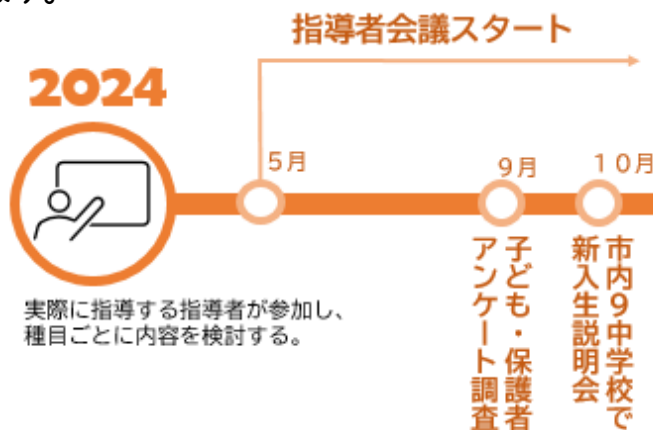 指導者会議スタート
2024
5月
9月
10月
子ども・保護者
アンケート調査
市内9中学校で
新入生説明会
実際に指導する指導者が参加し、
種目ごとに内容を検討する。